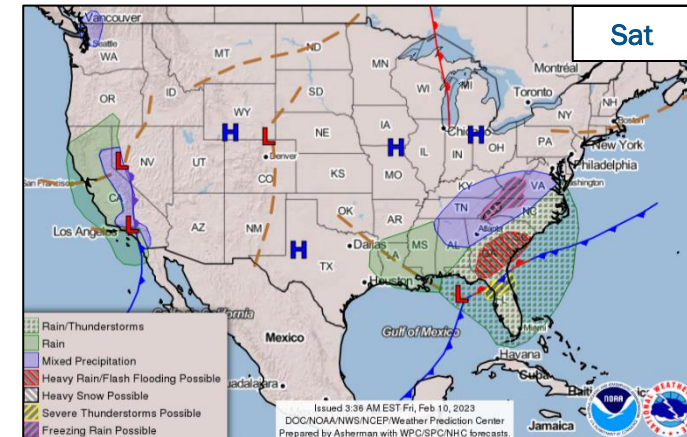 Sat
Vancouver
Seattle
WA
MT
ND
MN
Montréal
OR
ID
WY
SD
WI
MI
Toronto
NH
NY
Boston
H
L
NE
IA
H
Chicago
H
PA
New York
Philadelphia
L
NV
UT
Denver
CO
KS
MO
IL
IN
OH
KY
VA
Washington
San Francisco
CA
L
Los Angeles
AZ
NM
OK
AR
TN
NC
Atlanta
H
TX
Dallas
LA
MS
AL
Houston
L
Miami
Gulf of Mexico
Havana
Cuba
Mexico
Jamaica
Rain/Thunderstorms
Rain
Mixed Precipitation
Heavy Rain/Flash Flooding Possible
Heavy Snow Possible
Severe Thunderstorms Possible
Freezing Rain Possible
Issued 3:36 AM EST Fri, Feb 10, 2023
DOC/NOAA/NWS/NCEP/Weather Prediction Center
Prepared by Asherman with WPC/SPC/NHC forecasts.
NOAA